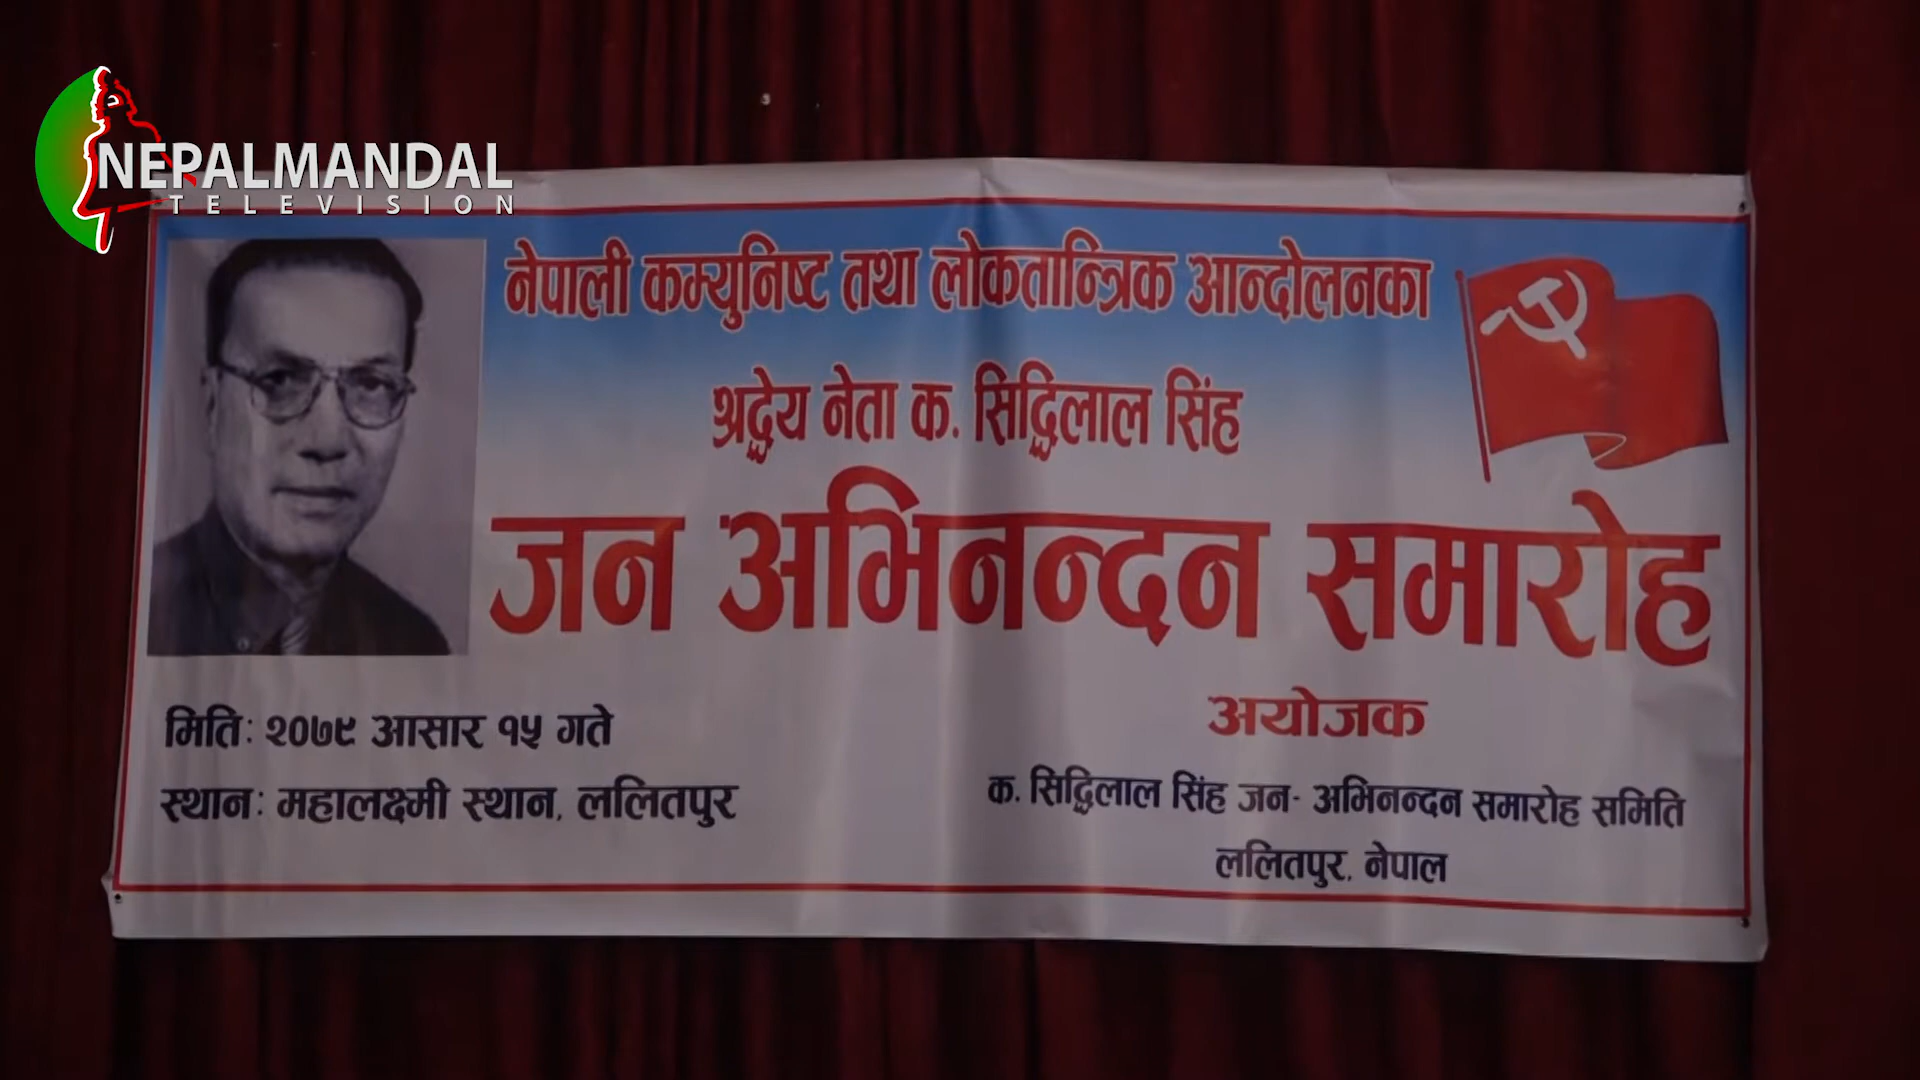 NEPALMANDAL
TELEVISION
नेपाली कम्युनिष्ट तथा लोकतान्त्रिक आन्दोलनका
श्रद्धेय नेता क. सिद्धिलाल सिंह
जन अभिनन्दन समारोह
मिति: २०७९ आसार १५ गते
स्थान: महालक्ष्मी स्थान, ललितपुर
अयोजक
क. सिद्धिलाल सिंह जन- अभिनन्दन समारोह समिति
ललितपुर, नेपाल